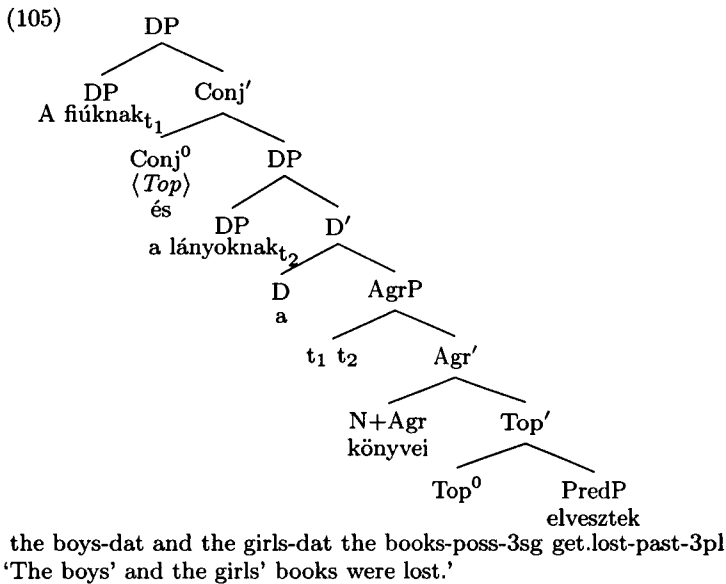 (105)
DP
DP Conj′
A fiúknak t₁
Conj⁰ DP
⟨Top⟩
és
DP D′
a lányoknak t₂
D AgrP
a
t₁ t₂ Agr′
N+Agr Top′
könyvei
Top⁰ PredP
elvesztek
the boys-dat and the girls-dat the books-poss-3sg get.lost-past-3pl
‘The boys’ and the girls’ books were lost.’